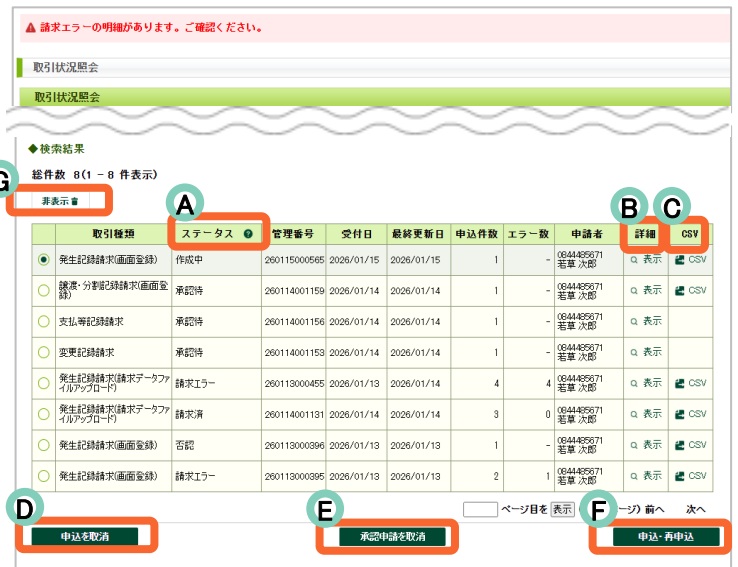 請求エラーの明細があります。ご確認ください。
取引状況照会
取引状況照会
◆検索結果
総件数 8(1 - 8 件表示)
G
非表示
A
B
C
取引種類 ステータス 管理番号 受付日 最終更新日 申込件数 エラー数 申請者 詳細 CSV
発生記録請求(画面登録) 作成中 260115000565 2026/01/15 2026/01/15 1 - 0844485671 若草 次郎 表示 CSV
譲渡・分割記録請求(画面登録) 承認待 260114001159 2026/01/14 2026/01/14 1 - 0844485671 若草 次郎 表示 CSV
支払等記録請求 承認待 260114001156 2026/01/14 2026/01/14 1 - 0844485671 若草 次郎 表示
変更記録請求 承認待 260114001153 2026/01/14 2026/01/14 1 - 0844485671 若草 次郎 表示
発生記録請求(請求データファイルアップロード) 請求エラー 260113000455 2026/01/13 2026/01/14 4 4 0844485671 若草 次郎 表示 CSV
発生記録請求(請求データファイルアップロード) 請求済 260114001131 2026/01/14 2026/01/14 3 0 0844485671 若草 次郎 表示 CSV
発生記録請求(画面登録) 否認 260113000396 2026/01/13 2026/01/13 1 - 0844485671 若草 次郎 表示 CSV
発生記録請求(画面登録) 請求エラー 260113000395 2026/01/13 2026/01/13 2 1 0844485671 若草 次郎 表示 CSV
ページ目を 表示 ( ージ) 前へ 次へ
D
E
F
申込を取消 承認申請を取消 申込・再申込